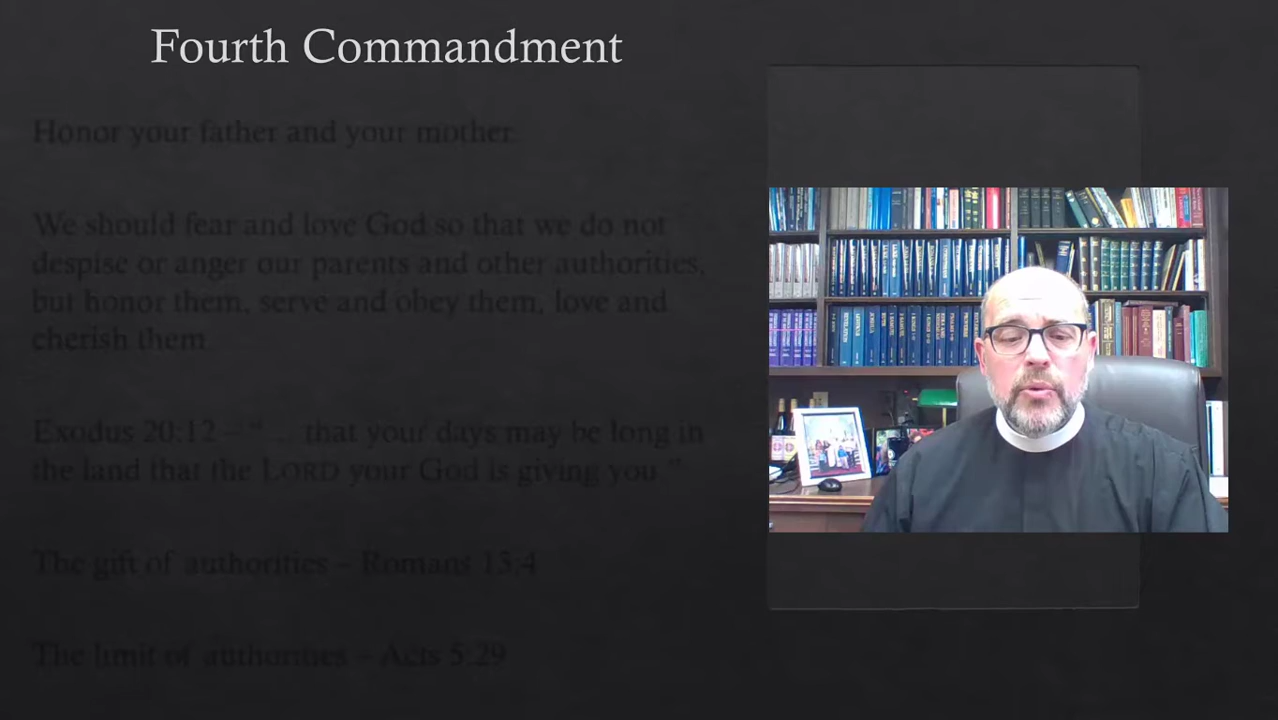 Fourth Commandment
Honor your father and your mother.
We should fear and love God so that we do not
despise or anger our parents and other authorities,
but honor them, serve and obey them, love and
cherish them.
Exodus 20:12 – “… that your days may be long in
the land that the LORD your God is giving you.”
The gift of authorities – Romans 15:4
The limit of authorities – Acts 5:29